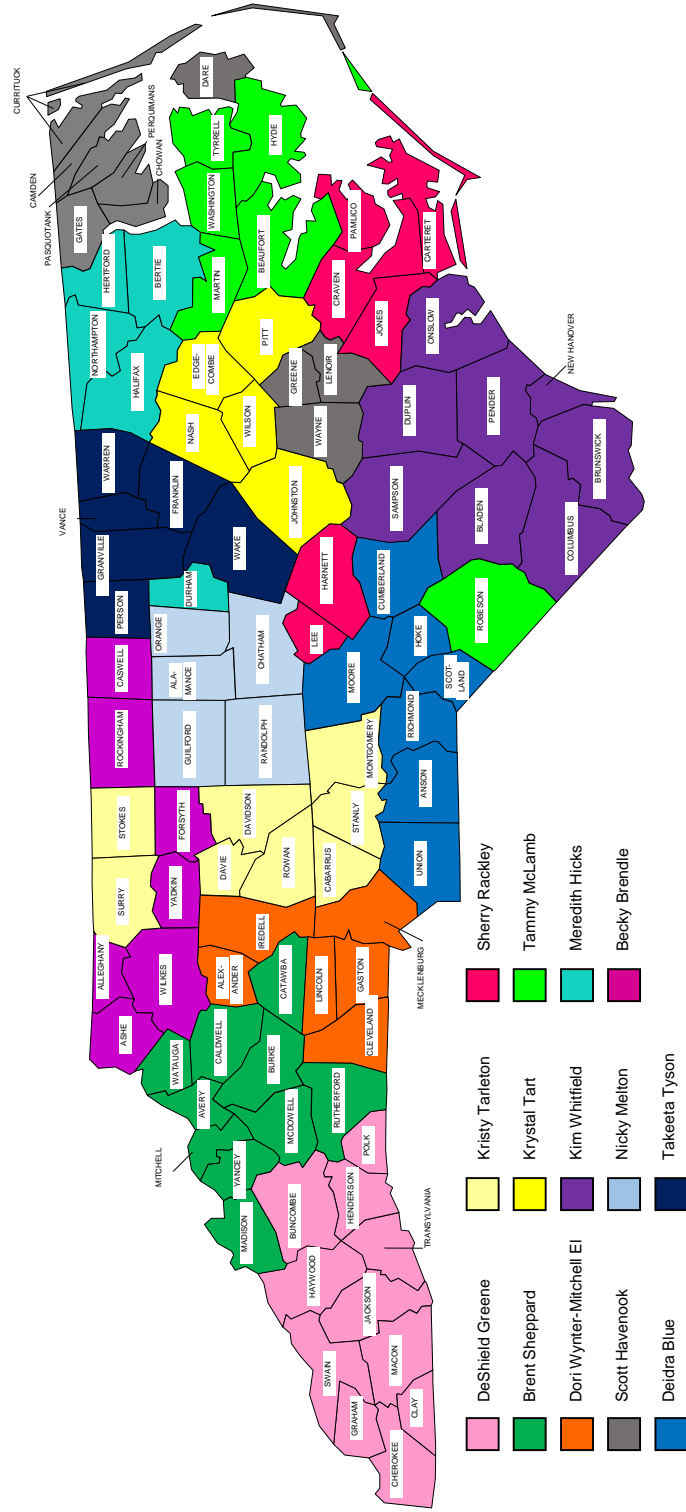 CHEROKEE
GRAHAM
CLAY
SWAIN
MACON
JACKSON
HAYWOOD
TRANSYLVANIA
HENDERSON
BUNCOMBE
POLK
MADISON
YANCEY
MITCHELL
AVERY
MCDOWELL
RUTHERFORD
WATAUGA
CALDWELL
BURKE
CLEVELAND
ASHE
ALLEGHANY
WILKES
ALEX-
ANDER
CATAWBA
LINCOLN
GASTON
MECKLENBURG
IREDELL
SURRY
YADKIN
DAVIE
ROWAN
CABARRUS
UNION
STOKES
FORSYTH
DAVIDSON
STANLY
ANSON
ROCKINGHAM
GUILFORD
RANDOLPH
MONTGOMERY
RICHMOND
CASWELL
ALA-
MANCE
ORANGE
CHATHAM
MOORE
LEE
HOKE
SCOT-
LAND
PERSON
DURHAM
GRANVILLE
VANCE
WAKE
HARNETT
CUMBERLAND
ROBESON
WARREN
FRANKLIN
JOHNSTON
SAMPSON
BLADEN
COLUMBUS
BRUNSWICK
NORTHAMPTON
HALIFAX
NASH
EDGE-
COMBE
WILSON
WAYNE
GREENE
LENOIR
DUPLIN
PENDER
NEW HANOVER
ONSLOW
HERTFORD
BERTIE
MARTIN
PITT
BEAUFORT
CRAVEN
JONES
PAMLICO
CARTERET
GATES
PASQUOTANK
CAMDEN
CURRITUCK
PERQUIMANS
CHOWAN
WASHINGTON
TYRRELL
HYDE
DARE
DeShield Greene
Brent Sheppard
Dori Wynter-Mitchell El
Scott Havenook
Deidra Blue
Kristy Tarleton
Krystal Tart
Kim Whitfield
Nicky Melton
Takeeta Tyson
Sherry Rackley
Tammy McLamb
Meredith Hicks
Becky Brendle